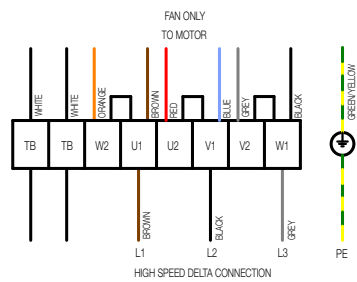 FAN ONLY
TO MOTOR
WHITE
WHITE
ORANGE
BROWN
RED
BLUE
GREY
BLACK
GREEN/YELLOW
TB TB W2 U1 U2 V1 V2 W1
BROWN
BLACK
GREY
L1 L2 L3 PE
HIGH SPEED DELTA CONNECTION